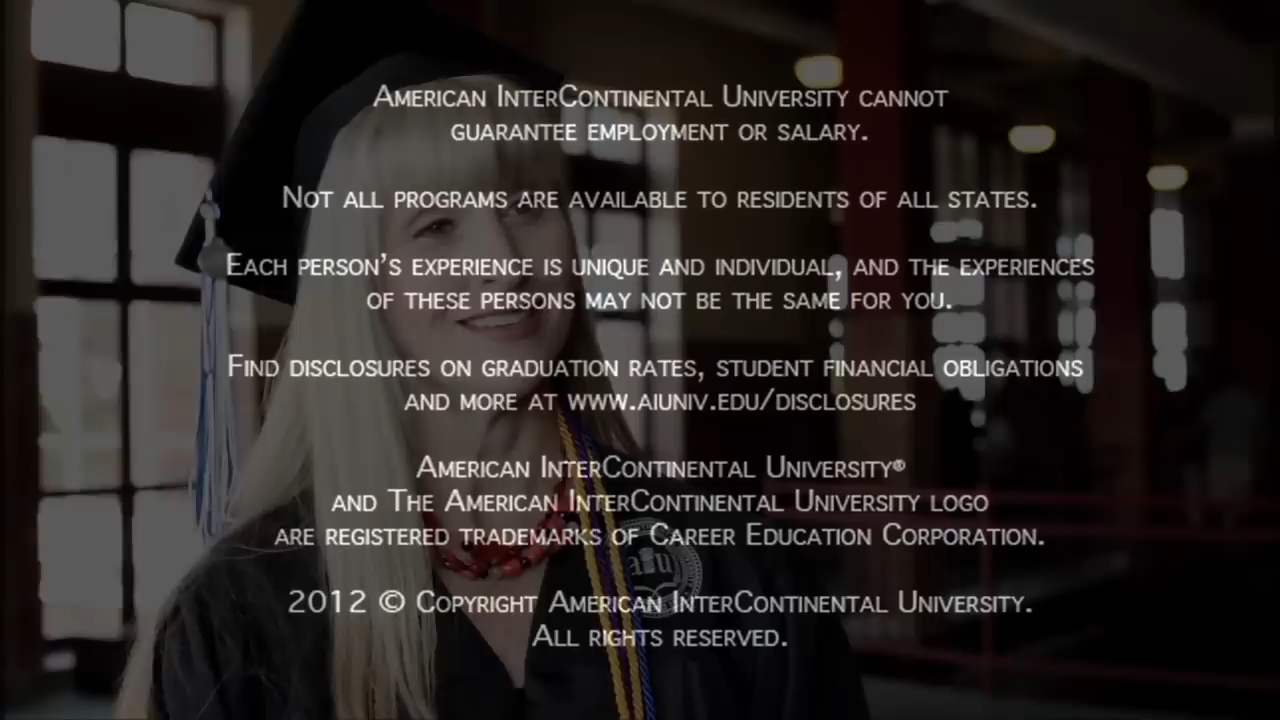 American InterContinental University cannot
guarantee employment or salary.
Not all programs are available to residents of all states.
Each person's experience is unique and individual, and the experiences
of these persons may not be the same for you.
Find disclosures on graduation rates, student financial obligations
and more at www.aiuniv.edu/disclosures
American InterContinental University®
and The American InterContinental University logo
are registered trademarks of Career Education Corporation.
2012 © Copyright American InterContinental University.
All rights reserved.
aiu